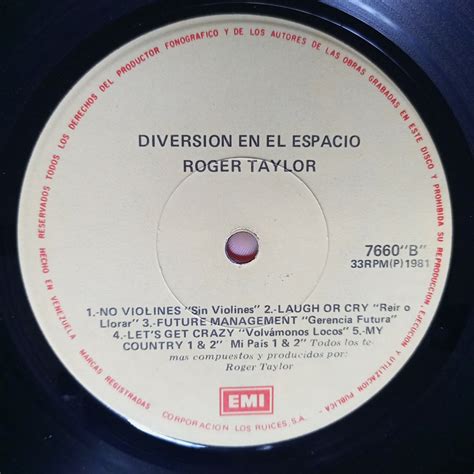 HECHO EN VENEZUELA RESERVADOS TODOS LOS DERECHOS DEL PRODUCTOR FONOGRAFICO Y DE LOS AUTORES DE LAS OBRAS GRABADAS EN ESTE DISCO Y PROHIBIDA SU REPRODUCCION, EJECUCION Y UTILIZACION PUBLICA -
DIVERSION EN EL ESPACIO
ROGER TAYLOR
7660"B"
33RPM(P)1981
1.-NO VIOLINES "Sin Violines" 2.-LAUGH OR CRY "Reir o
Llorar" 3.-FUTURE MANAGEMENT "Gerencia Futura"
4.-LET'S GET CRAZY "Volvámonos Locos" 5.-MY
COUNTRY 1 & 2" Mi País 1 & 2" Todos los te-
mas compuestos y producidos por:
Roger Taylor
EMI
MARCAS REGISTRADAS
CORPORACION LOS RUICES, S.A.